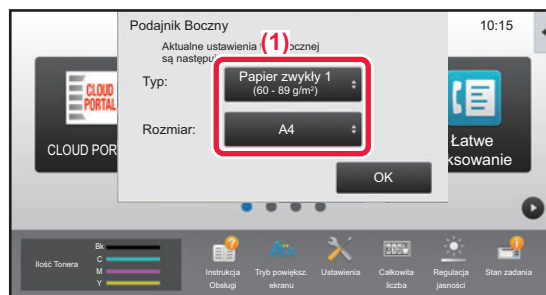 Podajnik Boczny
10:15
Aktualne ustawienia bocznej
są następuj
(1)
Typ:
Papier zwykły 1
(60 - 89 g/m²)
Rozmiar:
A4
OK
CLOUD
PORTAL
CLOUD POR
Łatwe
ksowanie
Ilość Tonera
Bk
C
M
Y
Instrukcja
Obsługi
Tryb powiększ.
ekranu
Ustawienia
Całkowita
liczba
Regulacja
jasności
Stan zadania